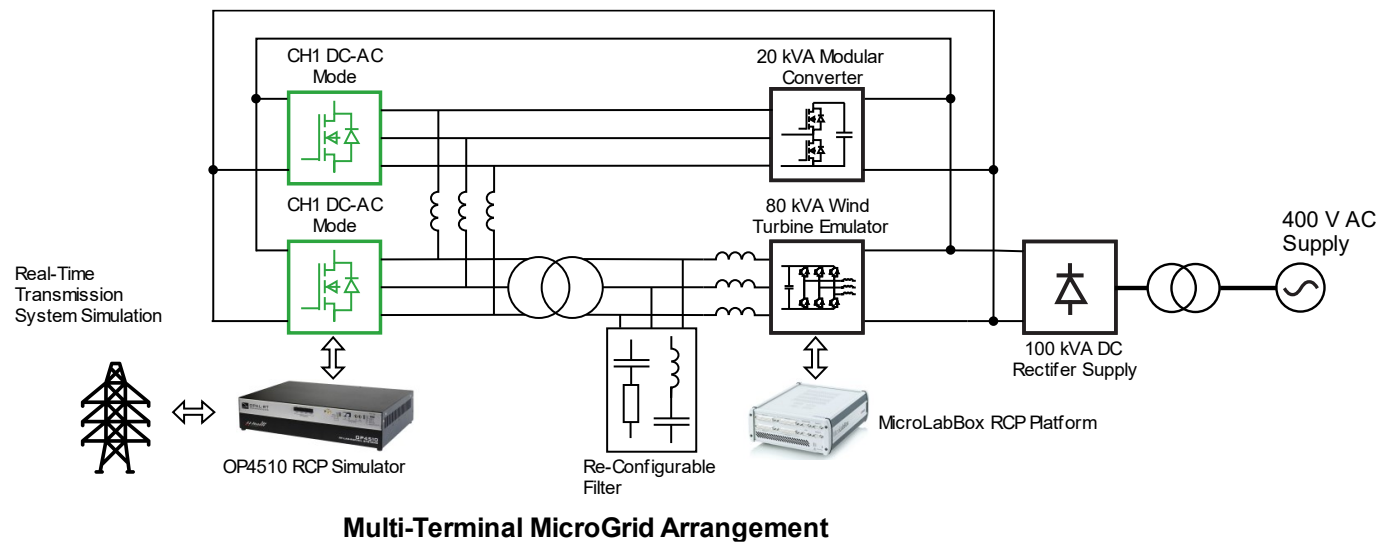 CH1 DC-AC
Mode
20 kVA Modular
Converter
CH1 DC-AC
Mode
80 kVA Wind
Turbine Emulator
400 V AC
Supply
Real-Time
Transmission
System Simulation
100 kVA DC
Rectifer Supply
MicroLabBox RCP Platform
OP4510
OP4510 RCP Simulator
Re-Configurable
Filter
Multi-Terminal MicroGrid Arrangement